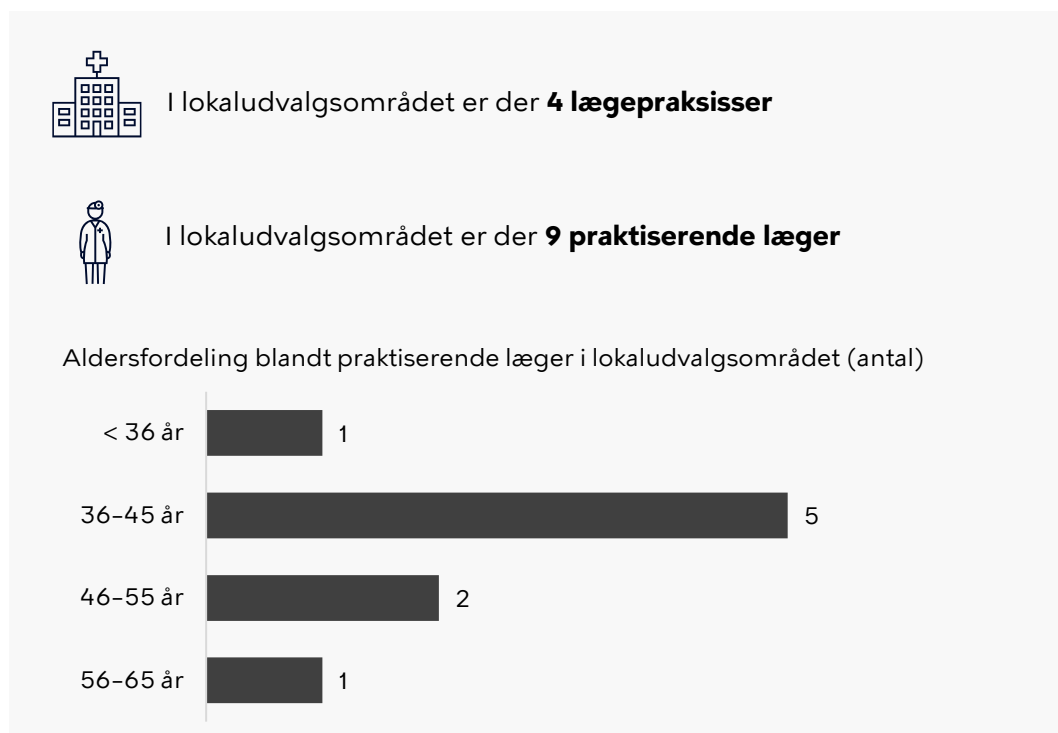 I lokaludvalgsområdet er der 4 lægepraksisser
I lokaludvalgsområdet er der 9 praktiserende læger
Aldersfordeling blandt praktiserende læger i lokaludvalgsområdet (antal)
< 36 år 1
36–45 år 5
46–55 år 2
56–65 år 1